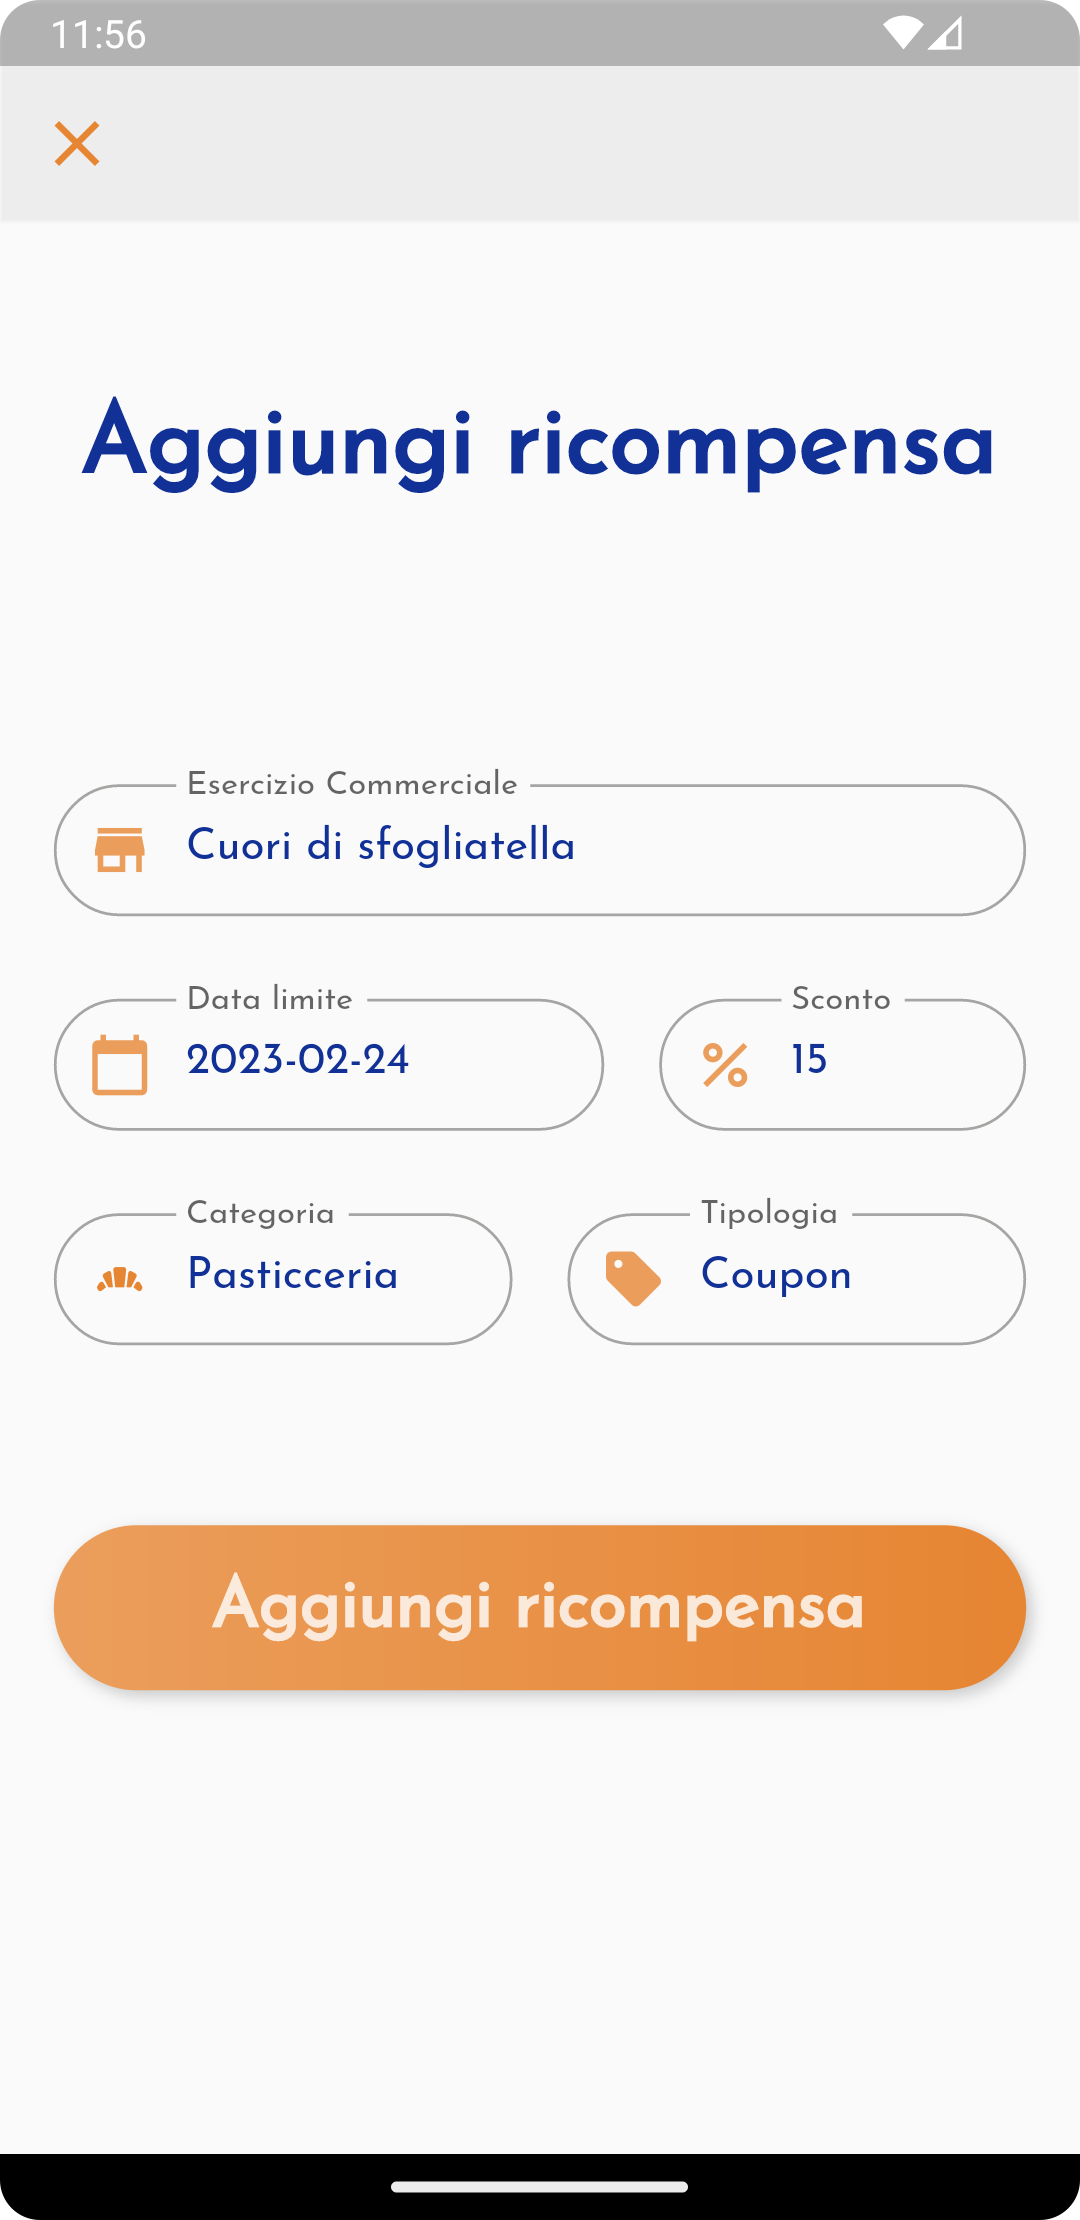 11:56
Aggiungi ricompensa
Esercizio Commerciale
Cuori di sfogliatella
Data limite
2023-02-24
Sconto
15
Categoria
Pasticceria
Tipologia
Coupon
Aggiungi ricompensa